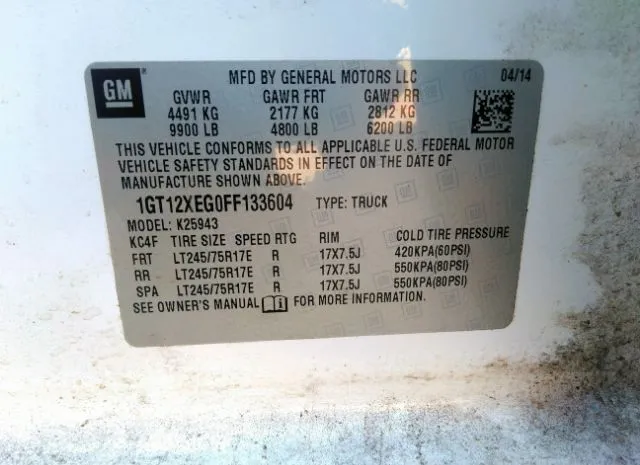 GM
MFD BY GENERAL MOTORS LLC 04/14
GVWR GAWR FRT GAWR RR
4491 KG 2177 KG 2812 KG
9900 LB 4800 LB 6200 LB
THIS VEHICLE CONFORMS TO ALL APPLICABLE U.S. FEDERAL MOTOR
VEHICLE SAFETY STANDARDS IN EFFECT ON THE DATE OF
MANUFACTURE SHOWN ABOVE.
1GT12XEG0FF133604 TYPE: TRUCK
MODEL: K25943
KC4F TIRE SIZE SPEED RTG RIM COLD TIRE PRESSURE
FRT LT245/75R17E R 17X7.5J 420KPA(60PSI)
RR LT245/75R17E R 17X7.5J 550KPA(80PSI)
SPA LT245/75R17E R 17X7.5J 550KPA(80PSI)
SEE OWNER'S MANUAL FOR MORE INFORMATION.